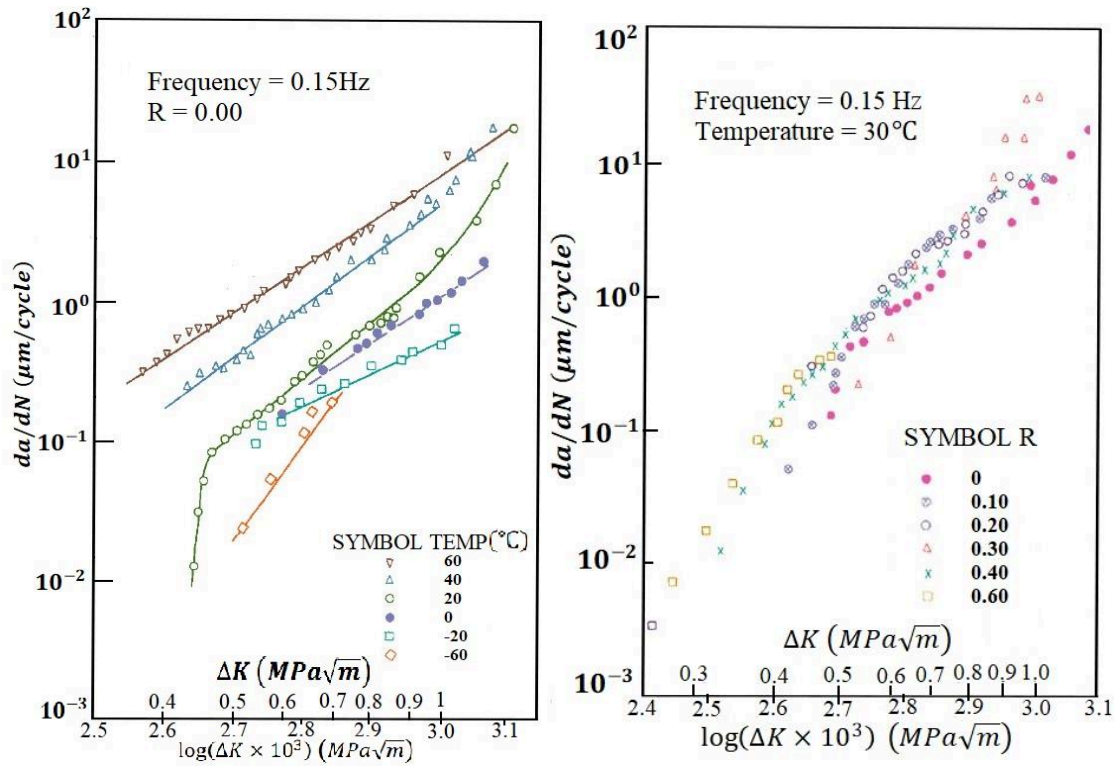 10²
10¹
10⁰
10⁻¹
10⁻²
10⁻³
da/dN (μm/cycle)
Frequency = 0.15Hz
R = 0.00
SYMBOL TEMP(°C)
60
40
20
0
-20
-60
ΔK (MPa√m)
0.4 0.5 0.6 0.7 0.8 0.9 1
2.5 2.6 2.7 2.8 2.9 3.0 3.1
log(ΔK × 10³) (MPa√m)
10²
10¹
10⁰
10⁻¹
10⁻²
10⁻³
da/dN (μm/cycle)
Frequency = 0.15 Hz
Temperature = 30℃
SYMBOL R
0
0.10
0.20
0.30
0.40
0.60
ΔK (MPa√m)
0.3 0.4 0.5 0.6 0.7 0.8 0.9 1.0
2.4 2.5 2.6 2.7 2.8 2.9 3.0 3.1
log(ΔK × 10³) (MPa√m)